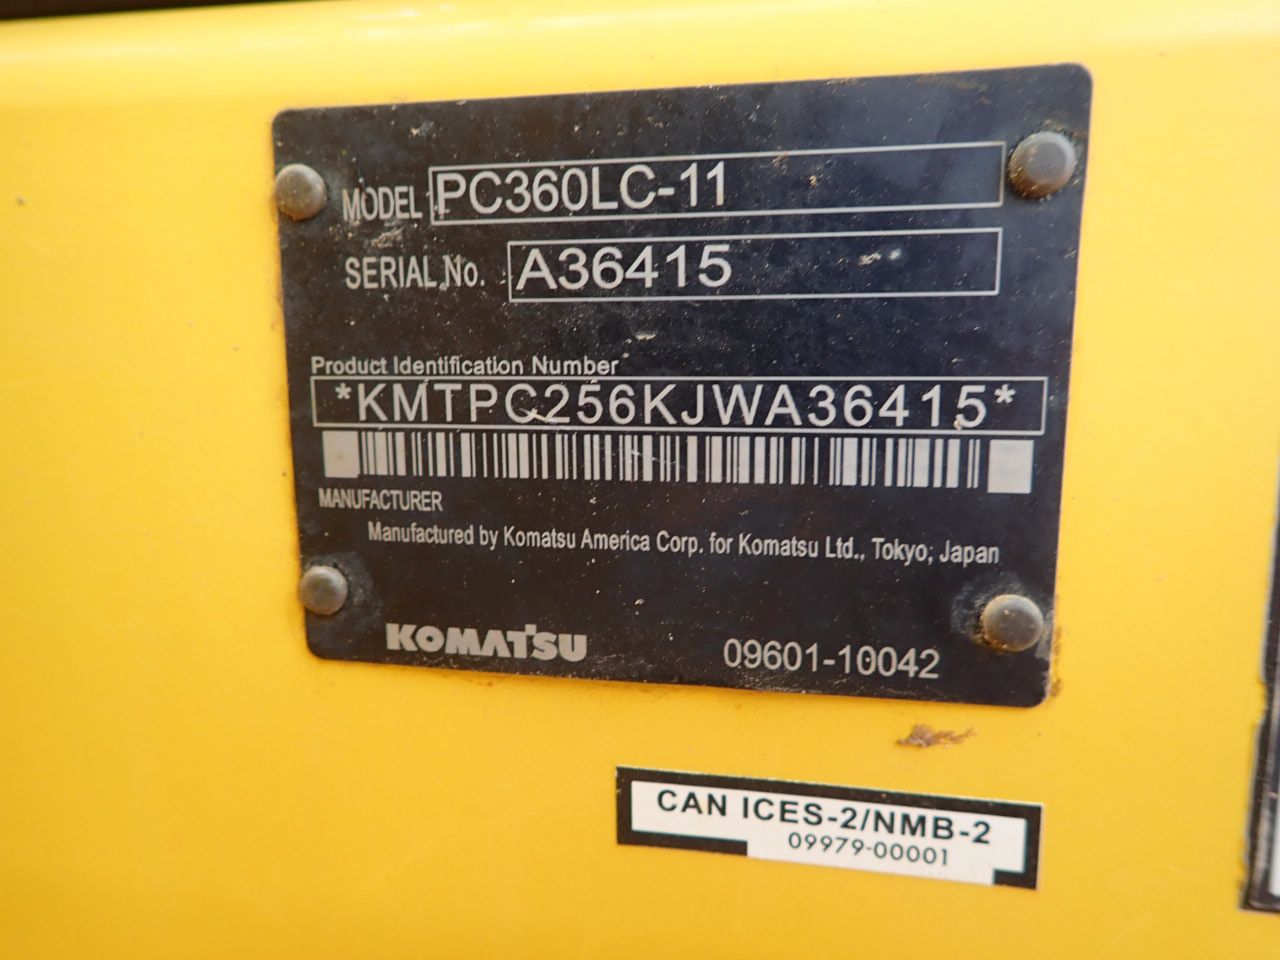 MODEL PC360LC-11
SERIAL No. A36415
Product Identification Number
*KMTPC256KJWA36415*
MANUFACTURER
Manufactured by Komatsu America Corp. for Komatsu Ltd., Tokyo, Japan
KOMATSU 09601-10042
CAN ICES-2/NMB-2
09979-00001